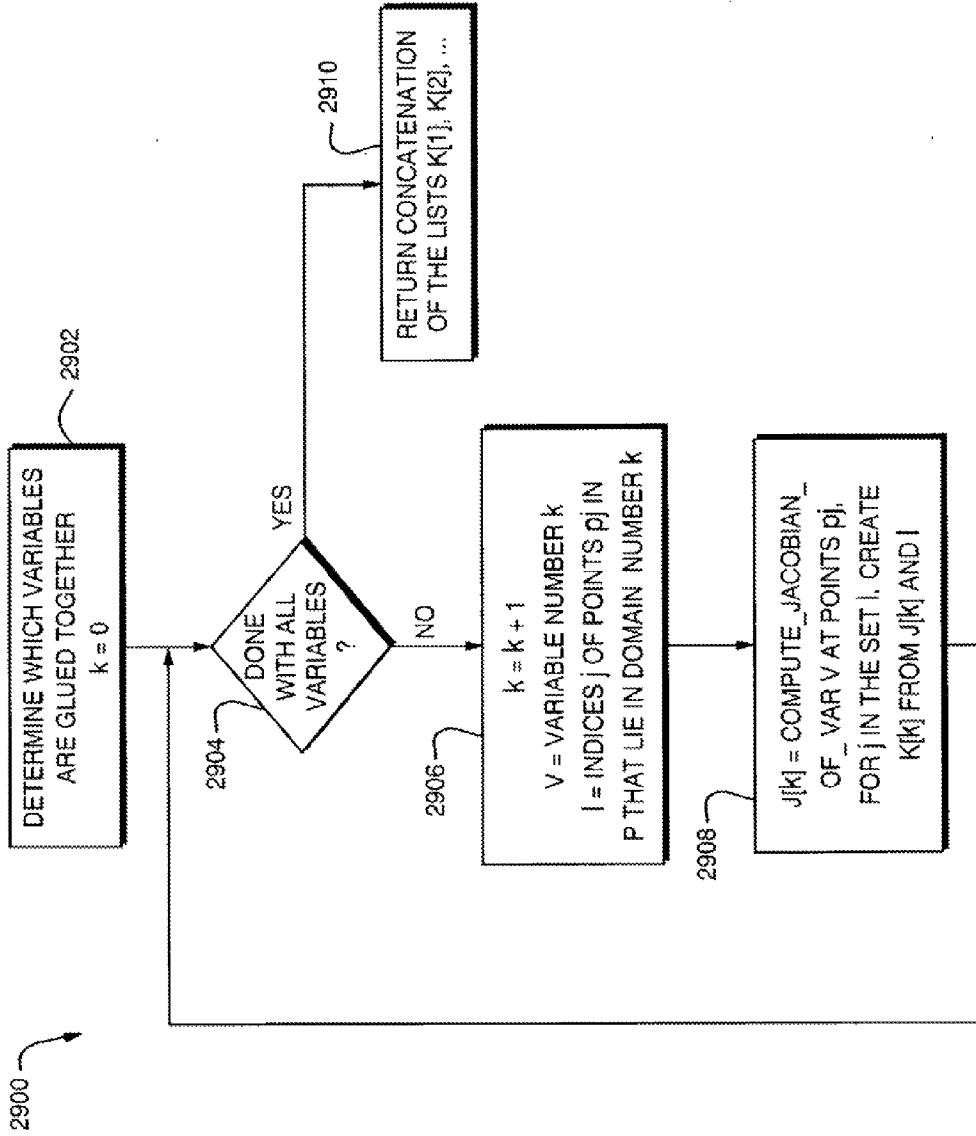 2900
DETERMINE WHICH VARIABLES
ARE GLUED TOGETHER
k = 0
2902
DONE
WITH ALL
VARIABLES
?
2904
YES
NO
RETURN CONCATENATION
OF THE LISTS K[1], K[2], ...
2910
k = k + 1
V = VARIABLE NUMBER k
I = INDICES j OF POINTS pj IN
P THAT LIE IN DOMAIN NUMBER k
2906
J[k] = COMPUTE_JACOBIAN_
OF_ VAR V AT POINTS pj,
FOR j IN THE SET I. CREATE
K[k] FROM J[k] AND I
2908